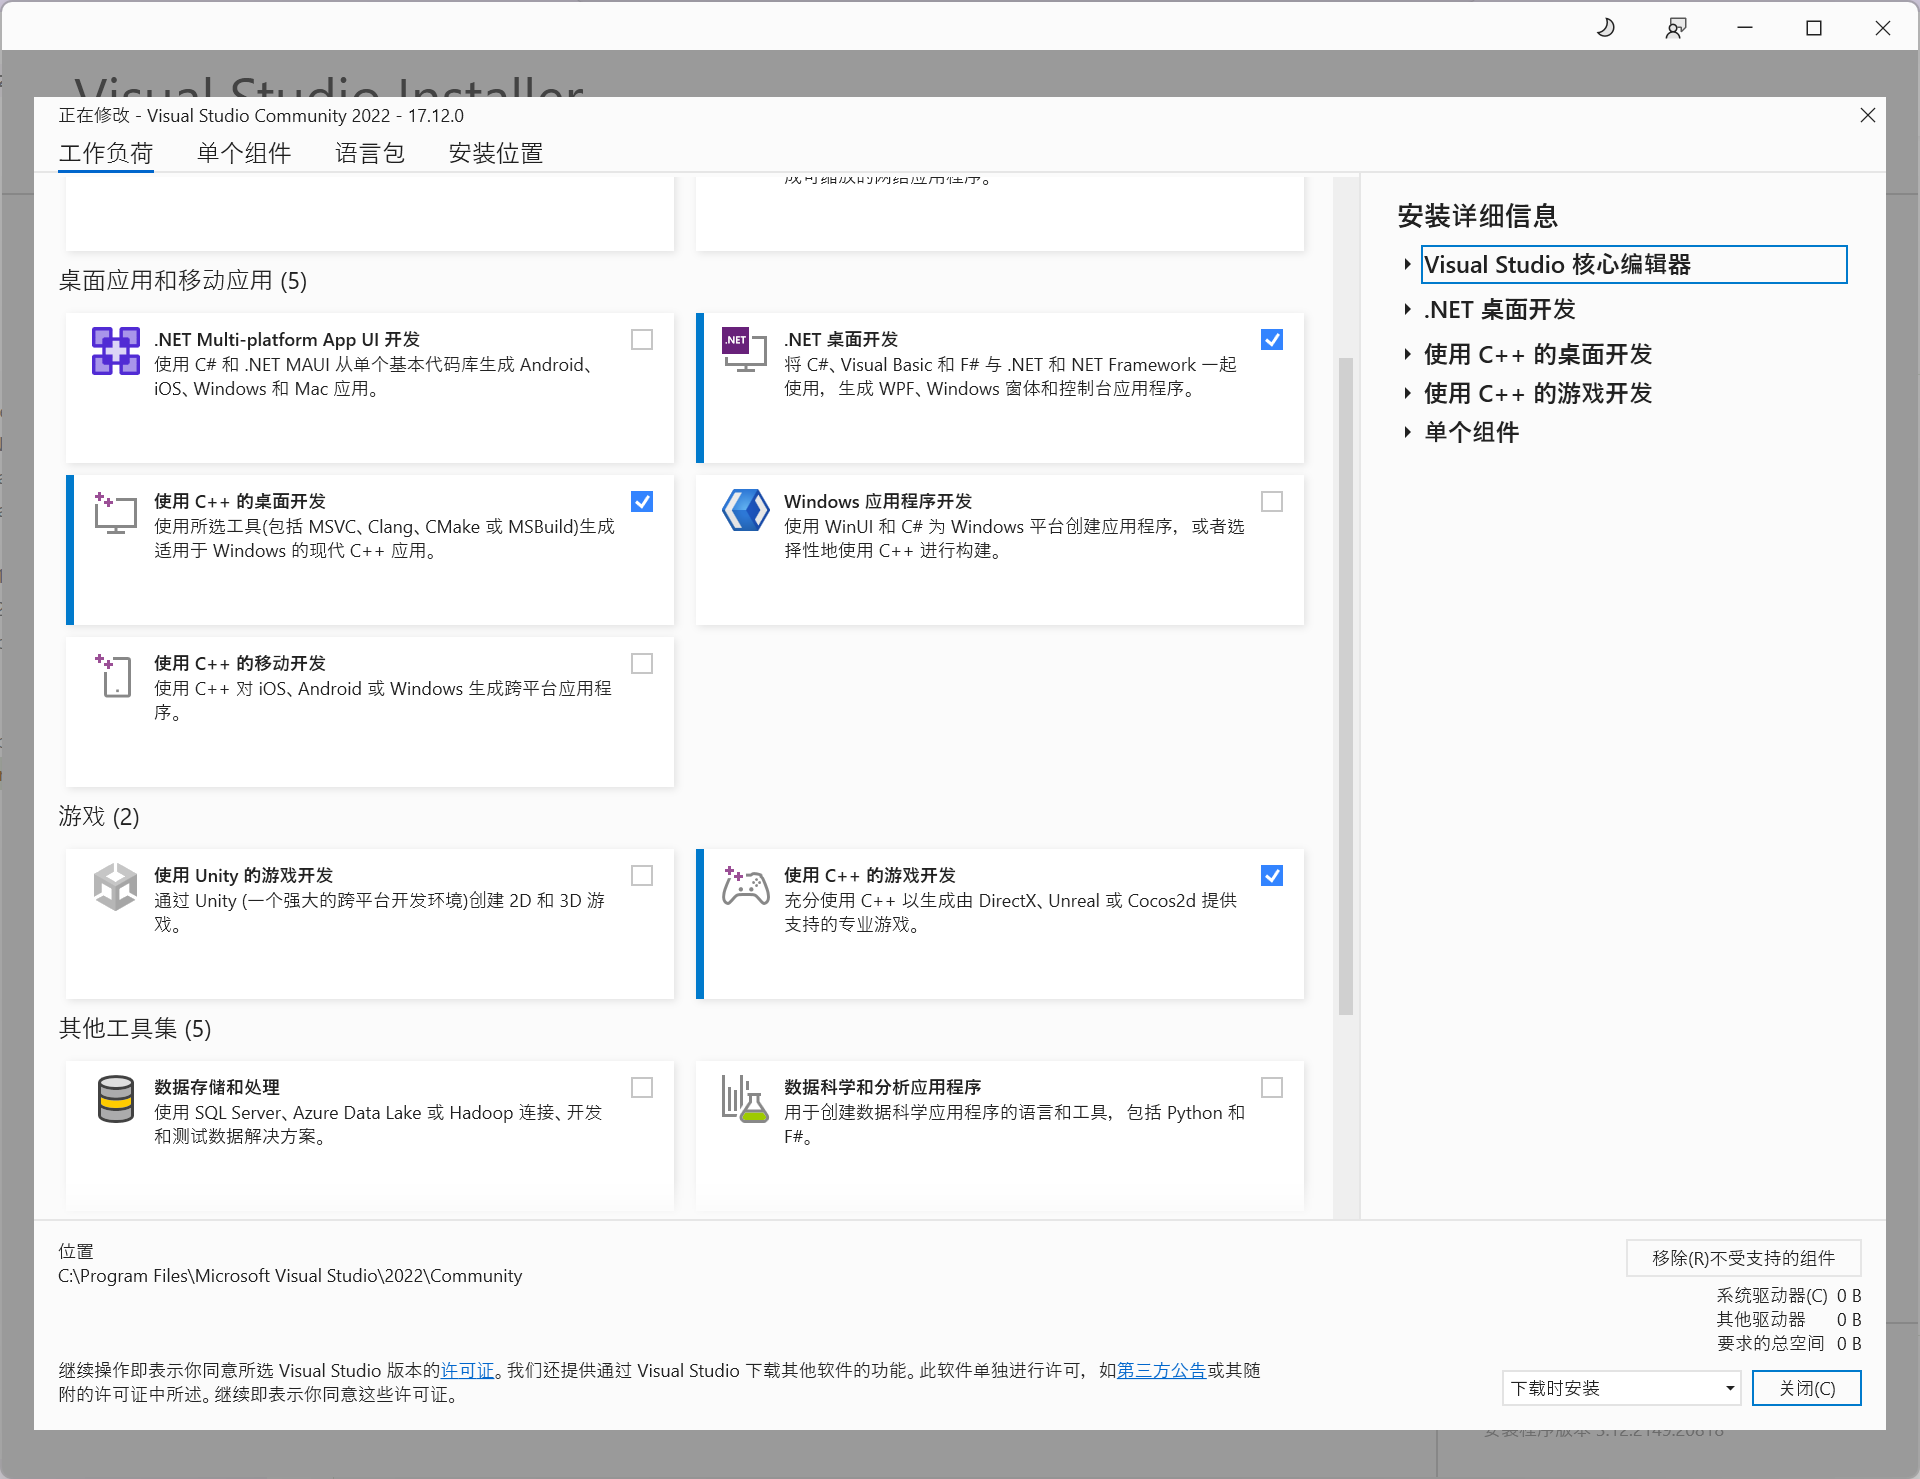 Visual Studio Installer
正在修改 - Visual Studio Community 2022 - 17.12.0
工作负荷 单个组件 语言包 安装位置
成可缩放的网络应用程序。
桌面应用和移动应用 (5)
.NET Multi-platform App UI 开发
使用 C# 和 .NET MAUI 从单个基本代码库生成 Android、
iOS、Windows 和 Mac 应用。
.NET
.NET 桌面开发
将 C#、Visual Basic 和 F# 与 .NET 和 NET Framework 一起
使用，生成 WPF、Windows 窗体和控制台应用程序。
使用 C++ 的桌面开发
使用所选工具(包括 MSVC、Clang、CMake 或 MSBuild)生成
适用于 Windows 的现代 C++ 应用。
Windows 应用程序开发
使用 WinUI 和 C# 为 Windows 平台创建应用程序，或者选
择性地使用 C++ 进行构建。
使用 C++ 的移动开发
使用 C++ 对 iOS、Android 或 Windows 生成跨平台应用程
序。
游戏 (2)
使用 Unity 的游戏开发
通过 Unity (一个强大的跨平台开发环境)创建 2D 和 3D 游
戏。
使用 C++ 的游戏开发
充分使用 C++ 以生成由 DirectX、Unreal 或 Cocos2d 提供
支持的专业游戏。
其他工具集 (5)
数据存储和处理
使用 SQL Server、Azure Data Lake 或 Hadoop 连接、开发
和测试数据解决方案。
数据科学和分析应用程序
用于创建数据科学应用程序的语言和工具，包括 Python 和
F#。
安装详细信息
Visual Studio 核心编辑器
.NET 桌面开发
使用 C++ 的桌面开发
使用 C++ 的游戏开发
单个组件
位置
C:\Program Files\Microsoft Visual Studio\2022\Community
移除(R)不受支持的组件
系统驱动器(C) 0 B
其他驱动器 0 B
要求的总空间 0 B
继续操作即表示你同意所选 Visual Studio 版本的许可证。我们还提供通过 Visual Studio 下载其他软件的功能。此软件单独进行许可，如第三方公告或其随
附的许可证中所述。继续即表示你同意这些许可证。
下载时安装
关闭(C)
安装程序版本 3.12.2149.20818